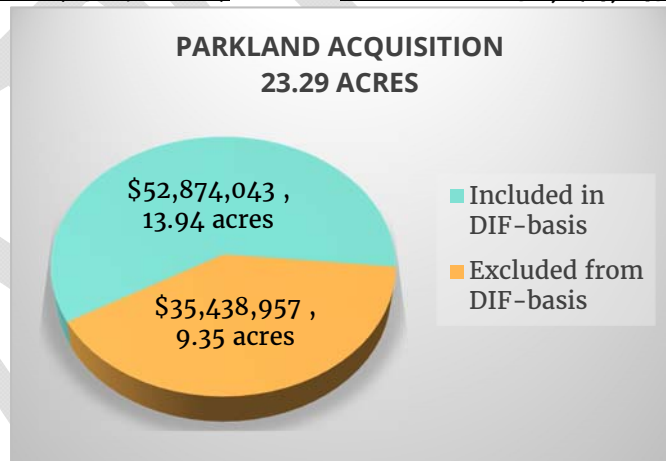 PARKLAND ACQUISITION
23.29 ACRES
$52,874,043 ,
13.94 acres
$35,438,957 ,
9.35 acres
Included in
DIF-basis
Excluded from
DIF-basis